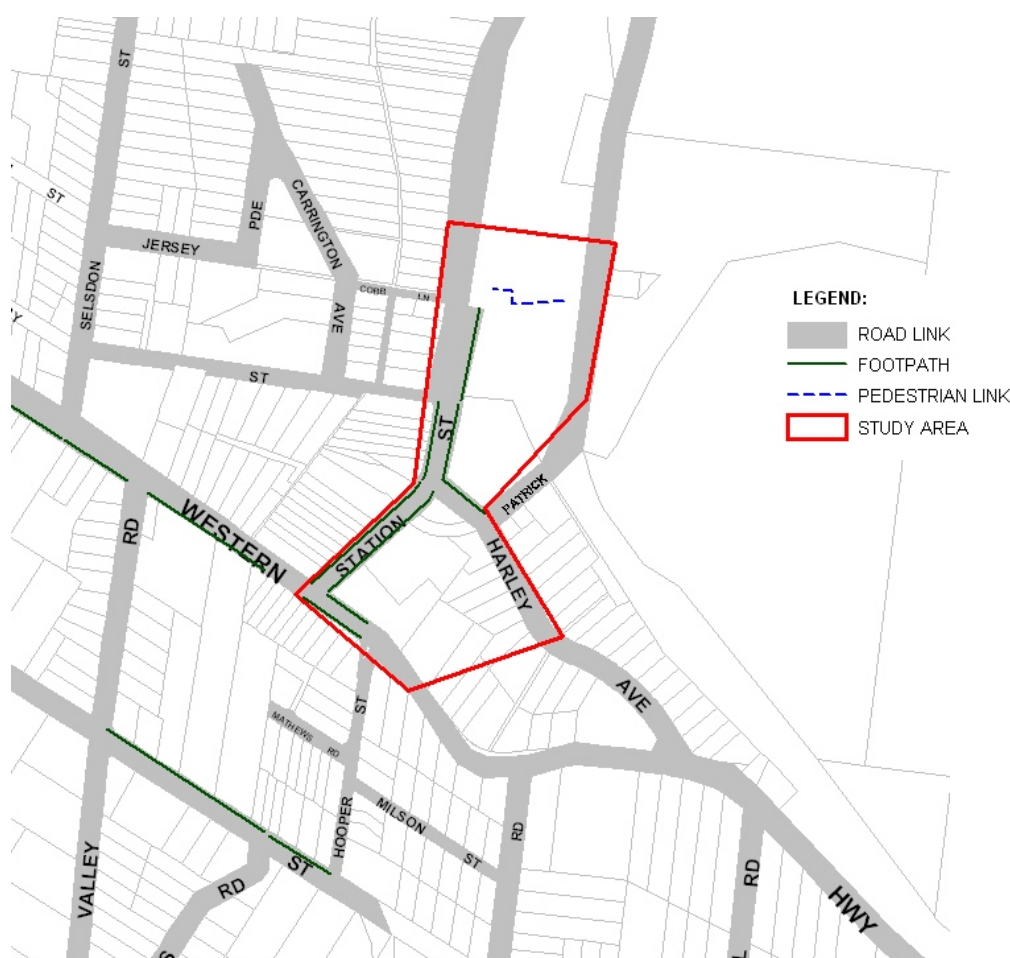 ST
ST
PDE
CARRINGTON
JERSEY
SELSDON
COBB LN
AVE
ST
ST
PATRICK
STATION
WESTERN
RD
HARLEY
AVE
ST
MATHEWS RD
HOOPER
MILSON
ST
RD
VALLEY
ST
RD
RD
HWY
LEGEND:
ROAD LINK
FOOTPATH
PEDESTRIAN LINK
STUDY AREA